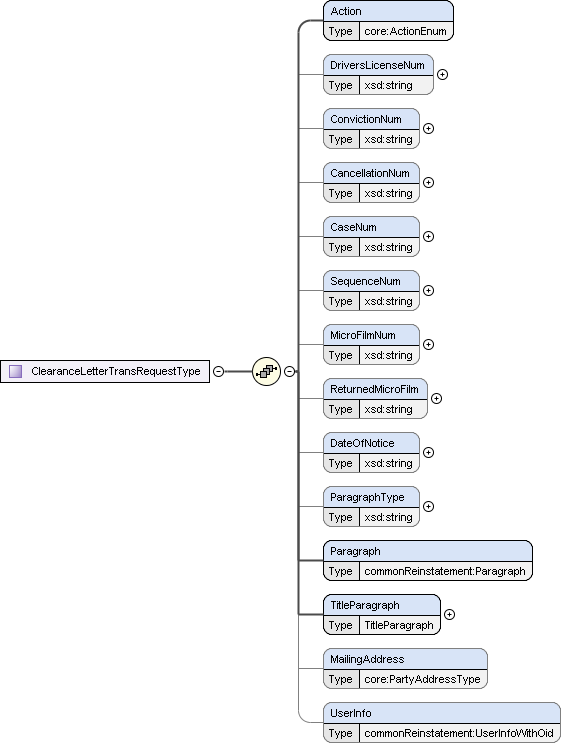 Action
Type core:ActionEnum
DriversLicenseNum
Type xsd:string
ConvictionNum
Type xsd:string
CancellationNum
Type xsd:string
CaseNum
Type xsd:string
SequenceNum
Type xsd:string
MicroFilmNum
Type xsd:string
ClearanceLetterTransRequestType
ReturnedMicroFilm
Type xsd:string
DateOfNotice
Type xsd:string
ParagraphType
Type xsd:string
Paragraph
Type commonReinstatement:Paragraph
TitleParagraph
Type TitleParagraph
MailingAddress
Type core:PartyAddressType
UserInfo
Type commonReinstatement:UserInfoWithOid